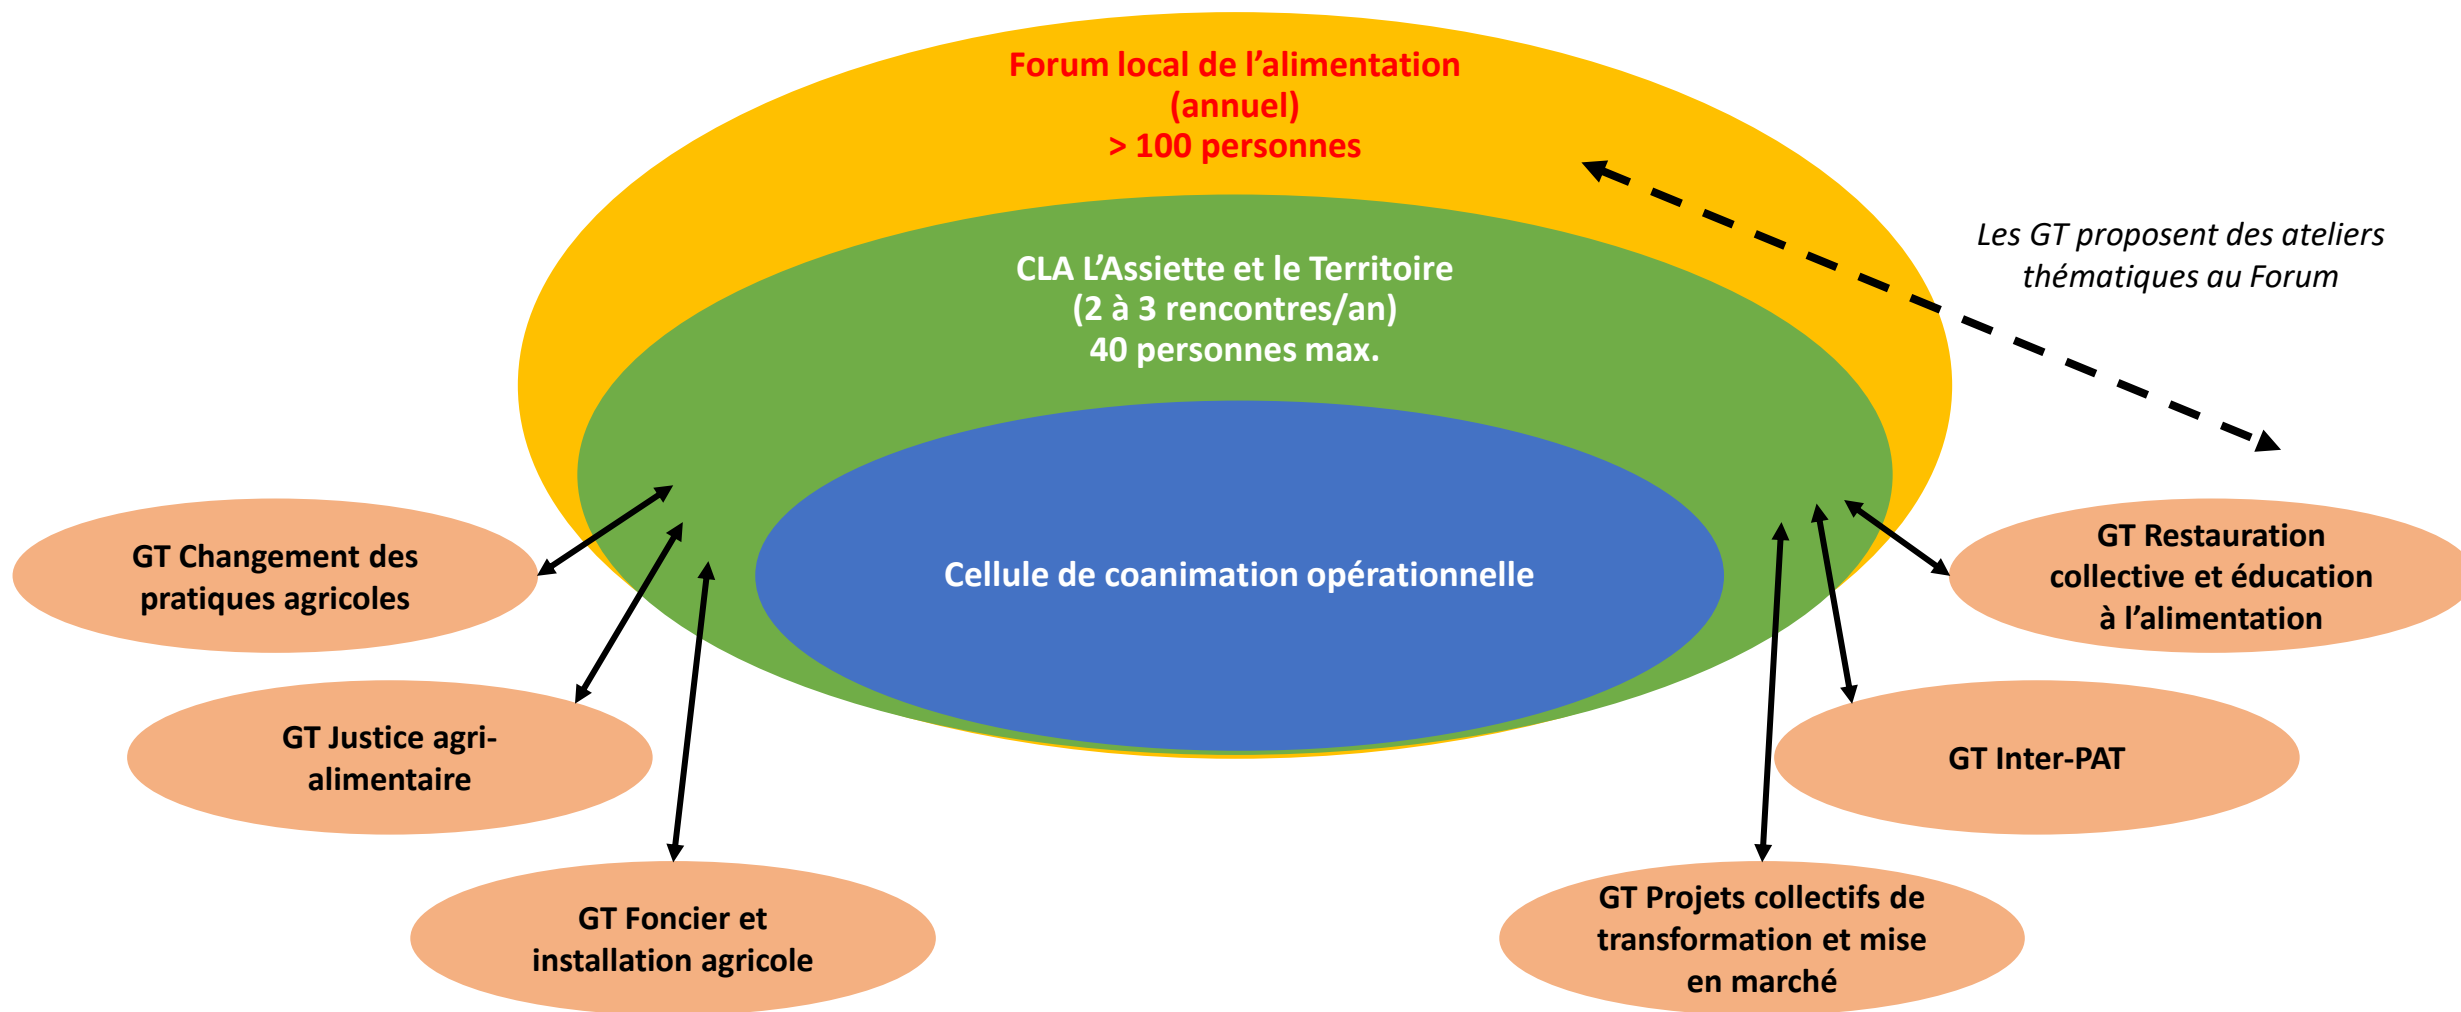 Forum local de l’alimentation
(annuel)
> 100 personnes
Les GT proposent des ateliers
thématiques au Forum
CLA L’Assiette et le Territoire
(2 à 3 rencontres/an)
40 personnes max.
Cellule de coanimation opérationnelle
GT Changement des
pratiques agricoles
GT Justice agri-
alimentaire
GT Foncier et
installation agricole
GT Restauration
collective et éducation
à l’alimentation
GT Inter-PAT
GT Projets collectifs de
transformation et mise
en marché